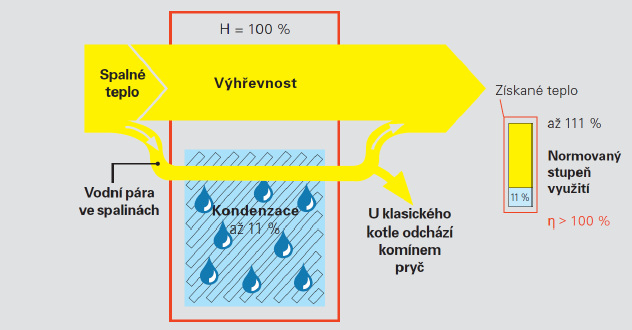 H = 100 %
Spalné
teplo
Výhřevnost
Získané teplo
až 111 %
Normovaný
stupeň
využití
11 %
η > 100 %
Vodní pára
ve spalinách
Kondenzace
až 11 %
U klasického
kotle odchází
komínem
pryč